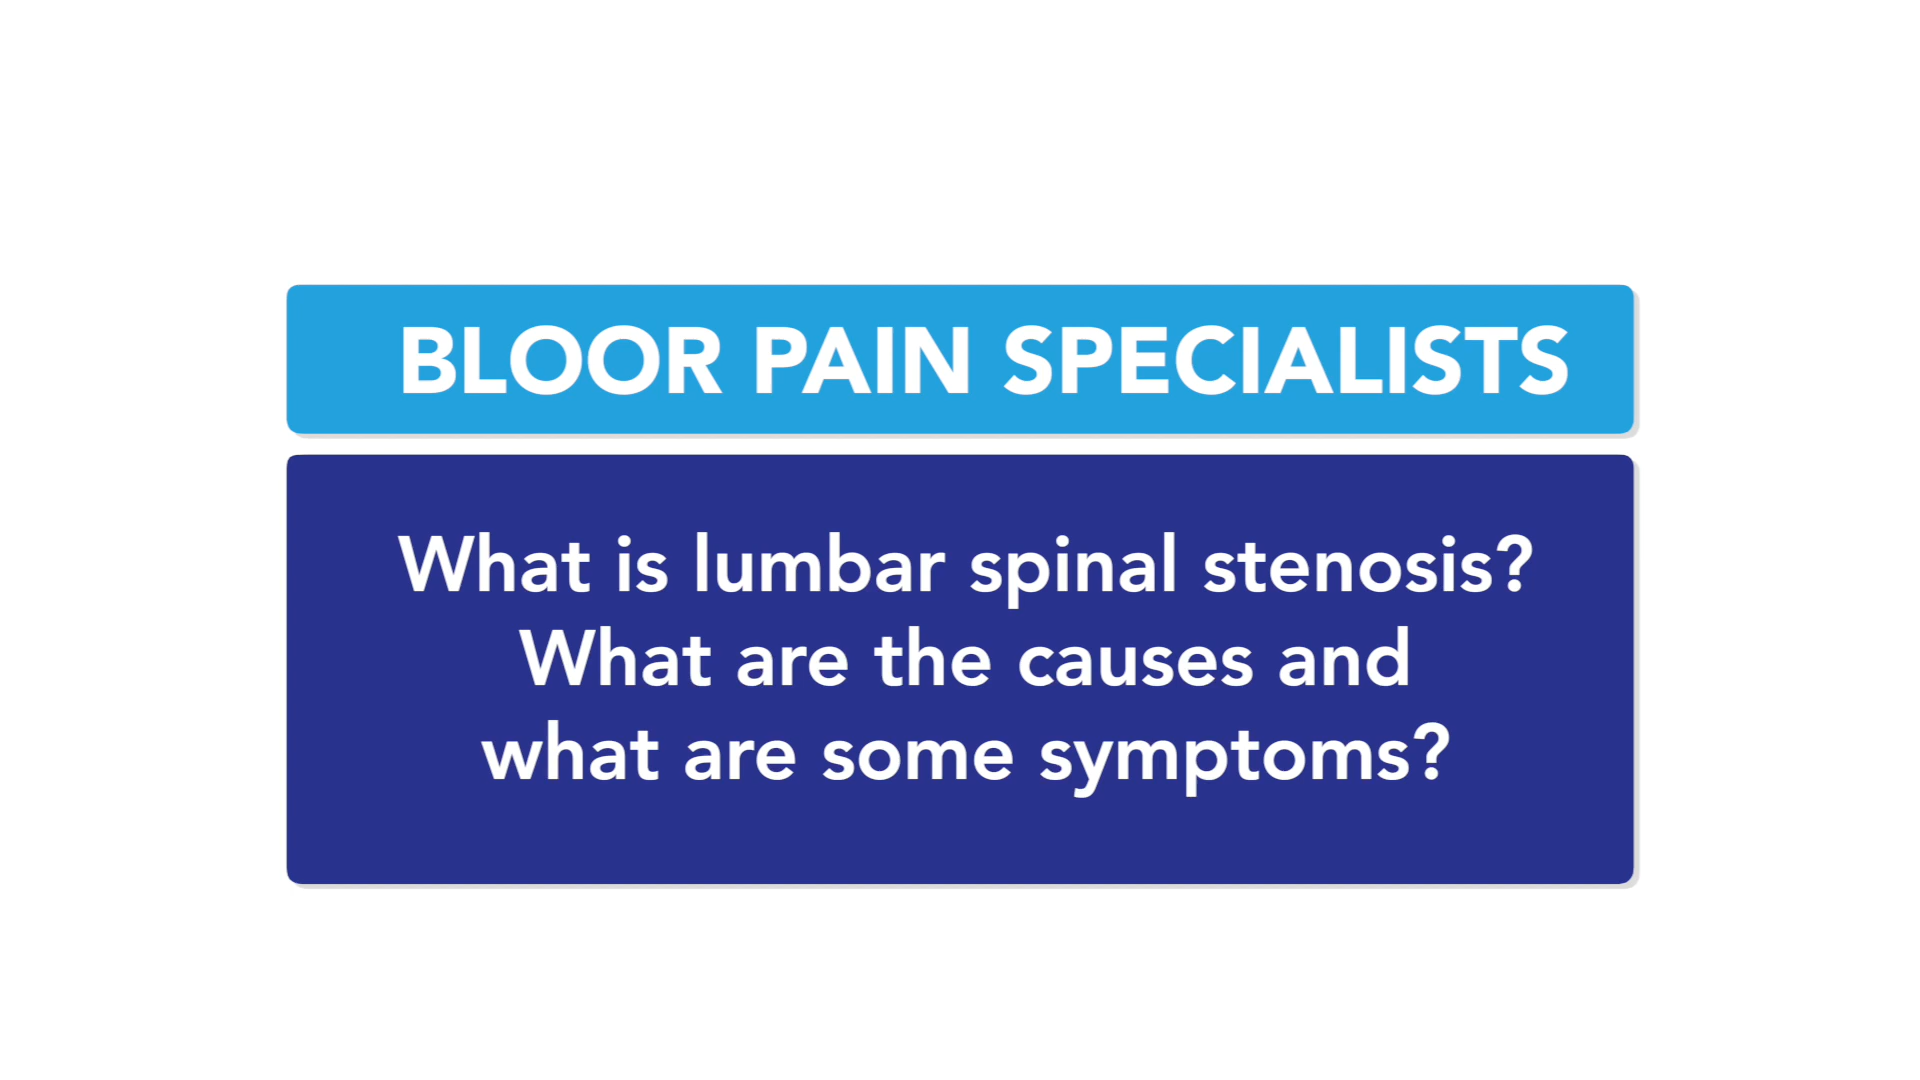 BLOOR PAIN SPECIALISTS
What is lumbar spinal stenosis?
What are the causes and
what are some symptoms?